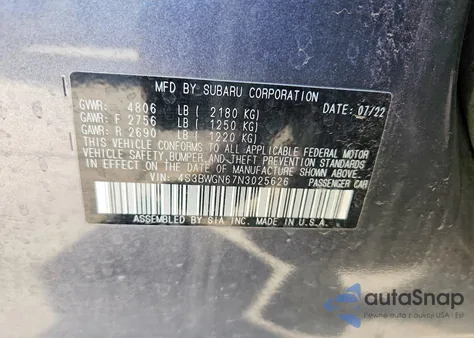 MFD BY SUBARU CORPORATION
GVWR: 4806 LB ( 2180 KG) DATE: 07/22
GAWR: F 2756 LB ( 1250 KG)
GAWR: R 2690 LB ( 1220 KG)
THIS VEHICLE CONFORMS TO ALL APPLICABLE FEDERAL MOTOR
VEHICLE SAFETY, BUMPER, AND THEFT PREVENTION STANDARDS
IN EFFECT ON THE DATE OF MANUFACTURE SHOWN ABOVE.
VIN: 4S3BWGN67N3025626 PASSENGER CAR
ASSEMBLED BY SIA INC. MADE IN U.S.A.
autaSnap